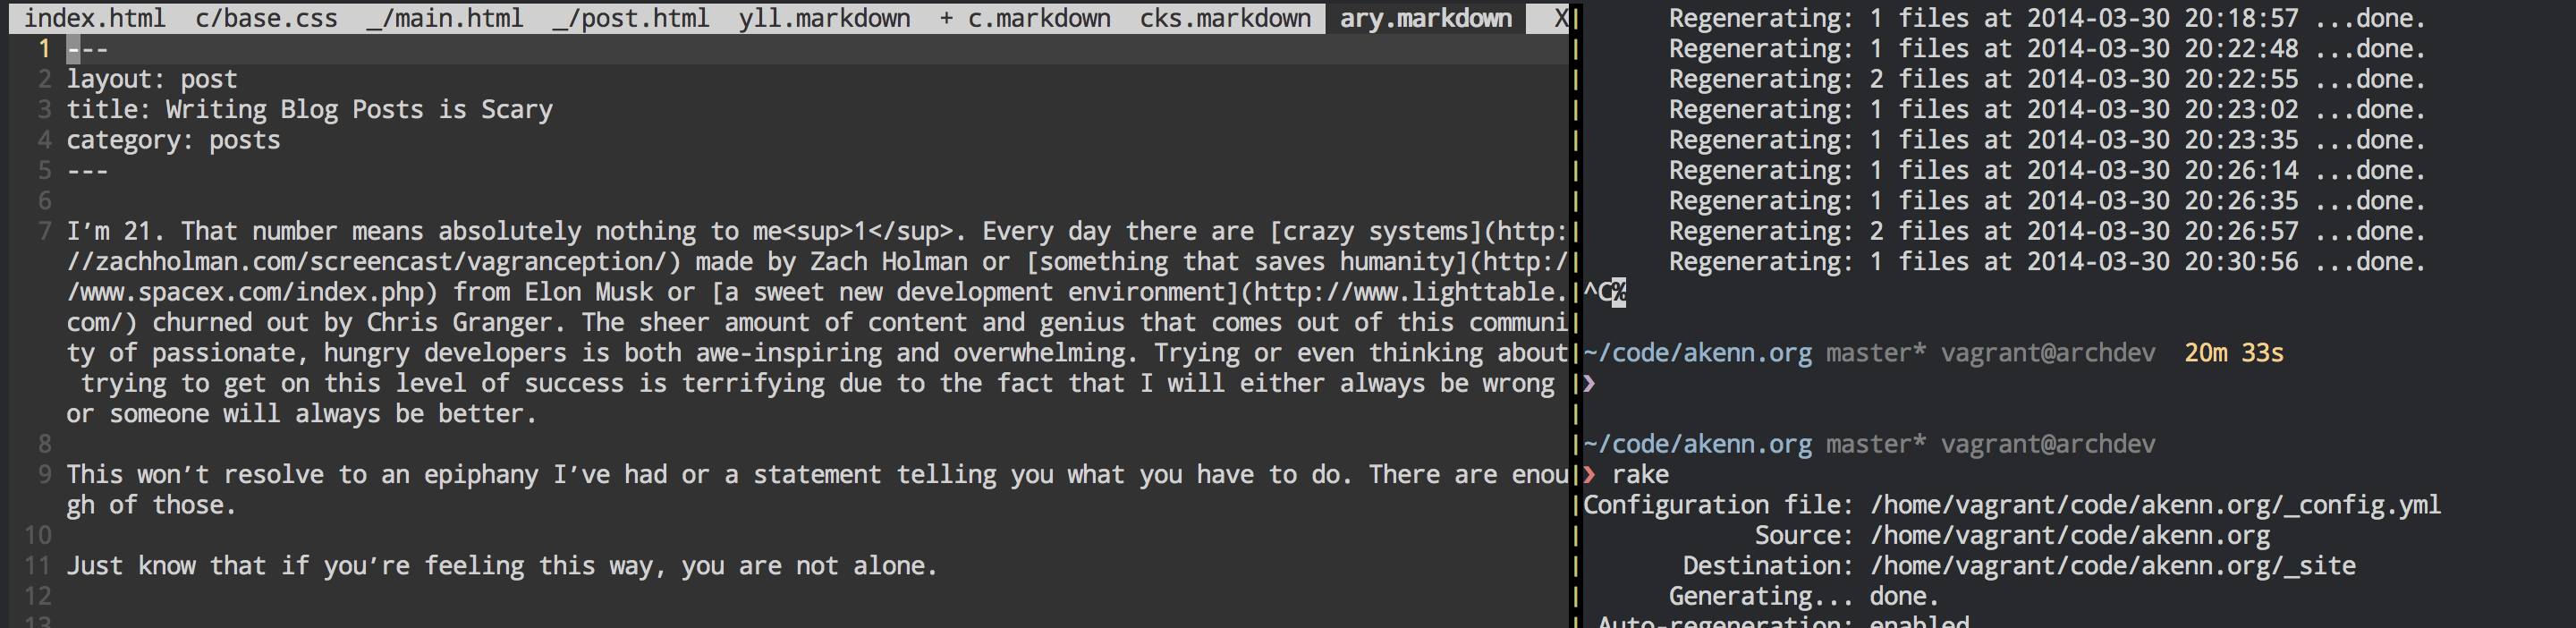 index.html c/base.css _/main.html _/post.html yll.markdown + c.markdown cks.markdown ary.markdown X
1 ---
2 layout: post
3 title: Writing Blog Posts is Scary
4 category: posts
5 ---
6
7 I'm 21. That number means absolutely nothing to me<sup>1</sup>. Every day there are [crazy systems](http:
//zachholman.com/screencast/vagranception/) made by Zach Holman or [something that saves humanity](http:/
/www.spacex.com/index.php) from Elon Musk or [a sweet new development environment](http://www.lighttable.
com/) churned out by Chris Granger. The sheer amount of content and genius that comes out of this communi
ty of passionate, hungry developers is both awe-inspiring and overwhelming. Trying or even thinking about
trying to get on this level of success is terrifying due to the fact that I will either always be wrong
or someone will always be better.
8
9 This won't resolve to an epiphany I've had or a statement telling you what you have to do. There are enou
gh of those.
10
11 Just know that if you're feeling this way, you are not alone.
12
13
Regenerating: 1 files at 2014-03-30 20:18:57 ...done.
Regenerating: 1 files at 2014-03-30 20:22:48 ...done.
Regenerating: 2 files at 2014-03-30 20:22:55 ...done.
Regenerating: 1 files at 2014-03-30 20:23:02 ...done.
Regenerating: 1 files at 2014-03-30 20:23:35 ...done.
Regenerating: 1 files at 2014-03-30 20:26:14 ...done.
Regenerating: 1 files at 2014-03-30 20:26:35 ...done.
Regenerating: 2 files at 2014-03-30 20:26:57 ...done.
Regenerating: 1 files at 2014-03-30 20:30:56 ...done.
^C%
~/code/akenn.org master* vagrant@archdev 20m 33s
❯
~/code/akenn.org master* vagrant@archdev
❯ rake
Configuration file: /home/vagrant/code/akenn.org/_config.yml
Source: /home/vagrant/code/akenn.org
Destination: /home/vagrant/code/akenn.org/_site
Generating... done.
Auto-regeneration: enabled